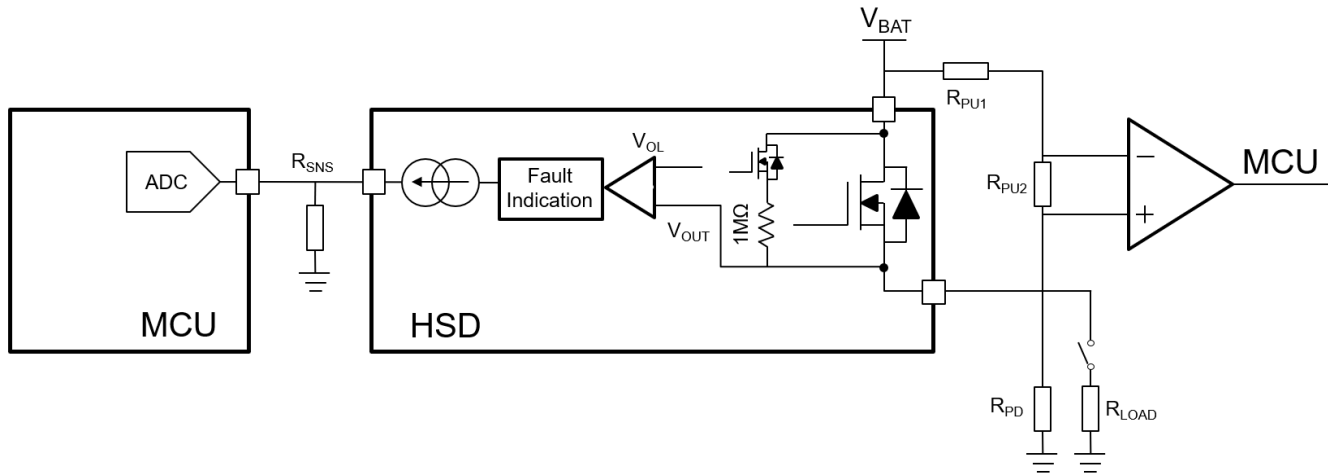 V_BAT
R_PU1
R_SNS
V_OL
ADC
Fault
Indication
R_PU2
−
MCU
1MΩ
+
V_OUT
MCU
HSD
R_PD
R_LOAD